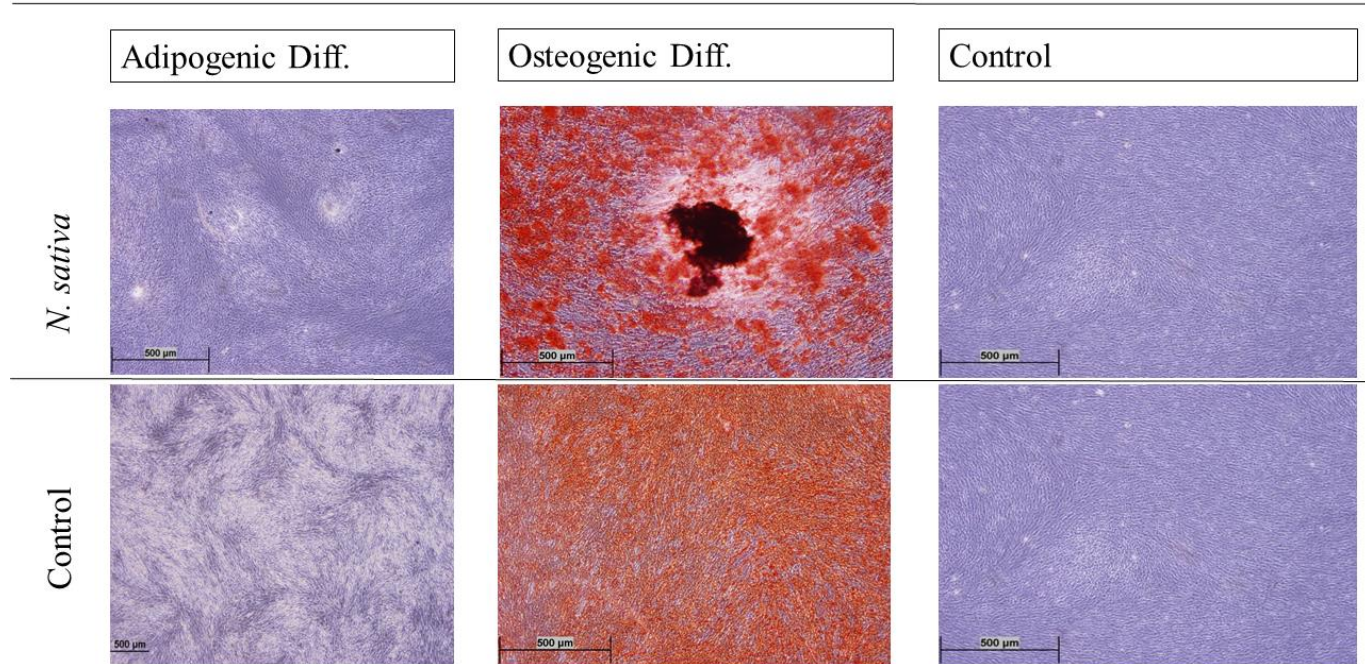 Adipogenic Diff.
Osteogenic Diff.
Control
N. sativa
500 µm
500 µm
500 µm
Control
500 µm
500 µm
500 µm